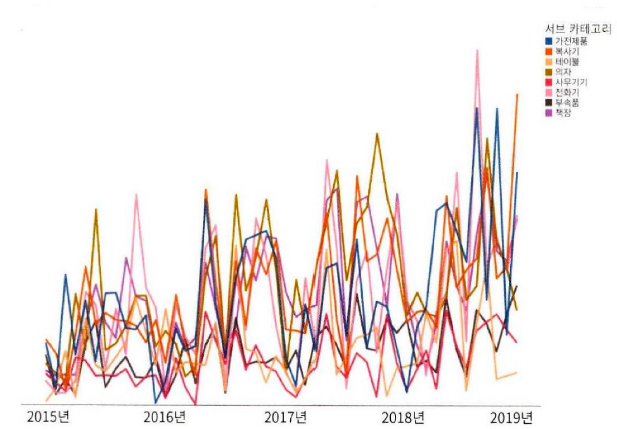 서브 카테고리
가전제품
복사기
테이블
의자
사무기기
전화기
부속품
책장
2015년 2016년 2017년 2018년 2019년